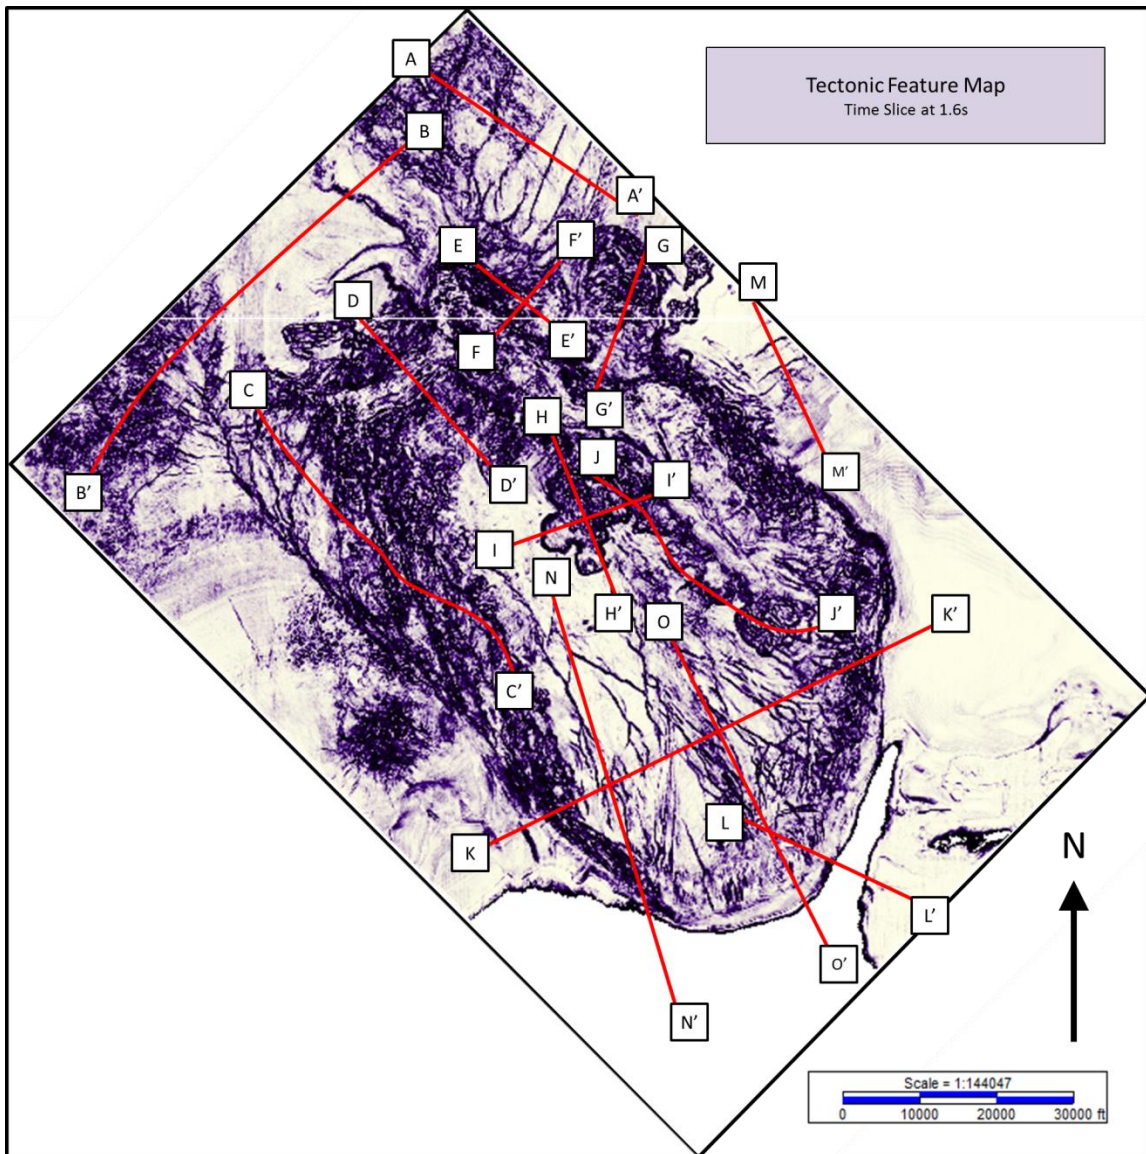 A
Tectonic Feature Map
Time Slice at 1.6s
B
A'
E
F'
G
M
D
F
E'
C
G'
H
J
M'
I'
B'
D'
I
N
H'
O
J'
K'
C'
L
K
N
L'
O'
N'
Scale = 1:144047
0 10000 20000 30000 ft